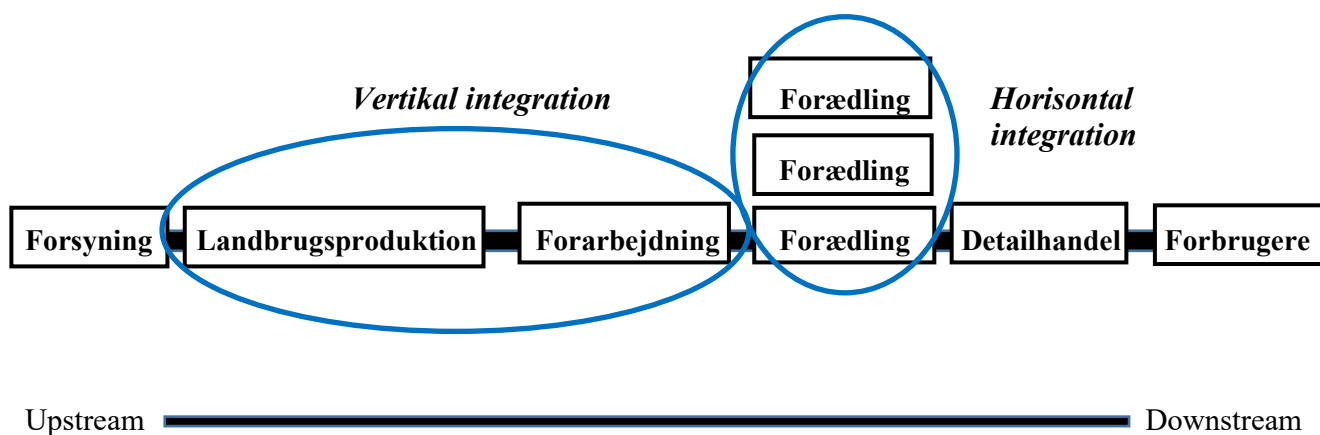 Vertikal integration
Forædling
Horisontal
integration
Forædling
Forsyning
Landbrugsproduktion
Forarbejdning
Forædling
Detailhandel
Forbrugere
Upstream
Downstream